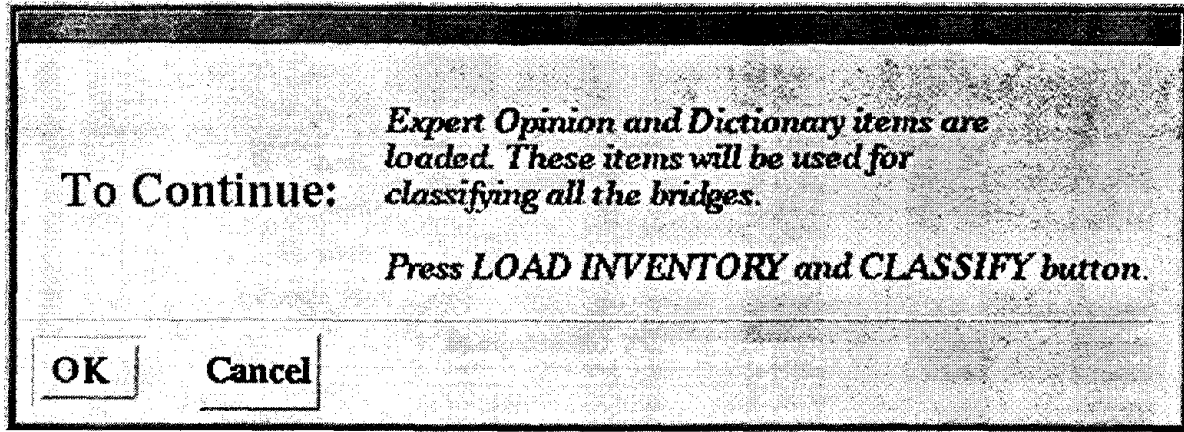 To Continue:
Expert Opinion and Dictionary items are
loaded. These items will be used for
classifying all the bridges.
Press LOAD INVENTORY and CLASSIFY button.
OK
Cancel